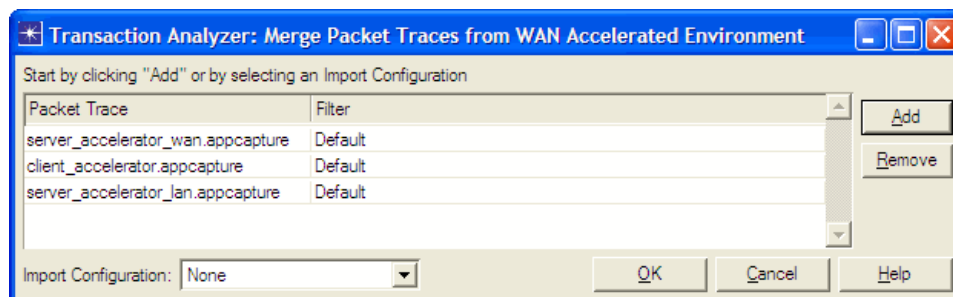 Transaction Analyzer: Merge Packet Traces from WAN Accelerated Environment
Start by clicking "Add" or by selecting an Import Configuration
Packet Trace Filter
Add
server_accelerator_wan.appcapture Default
client_accelerator.appcapture Default
Remove
server_accelerator_lan.appcapture Default
Import Configuration: None OK Cancel Help